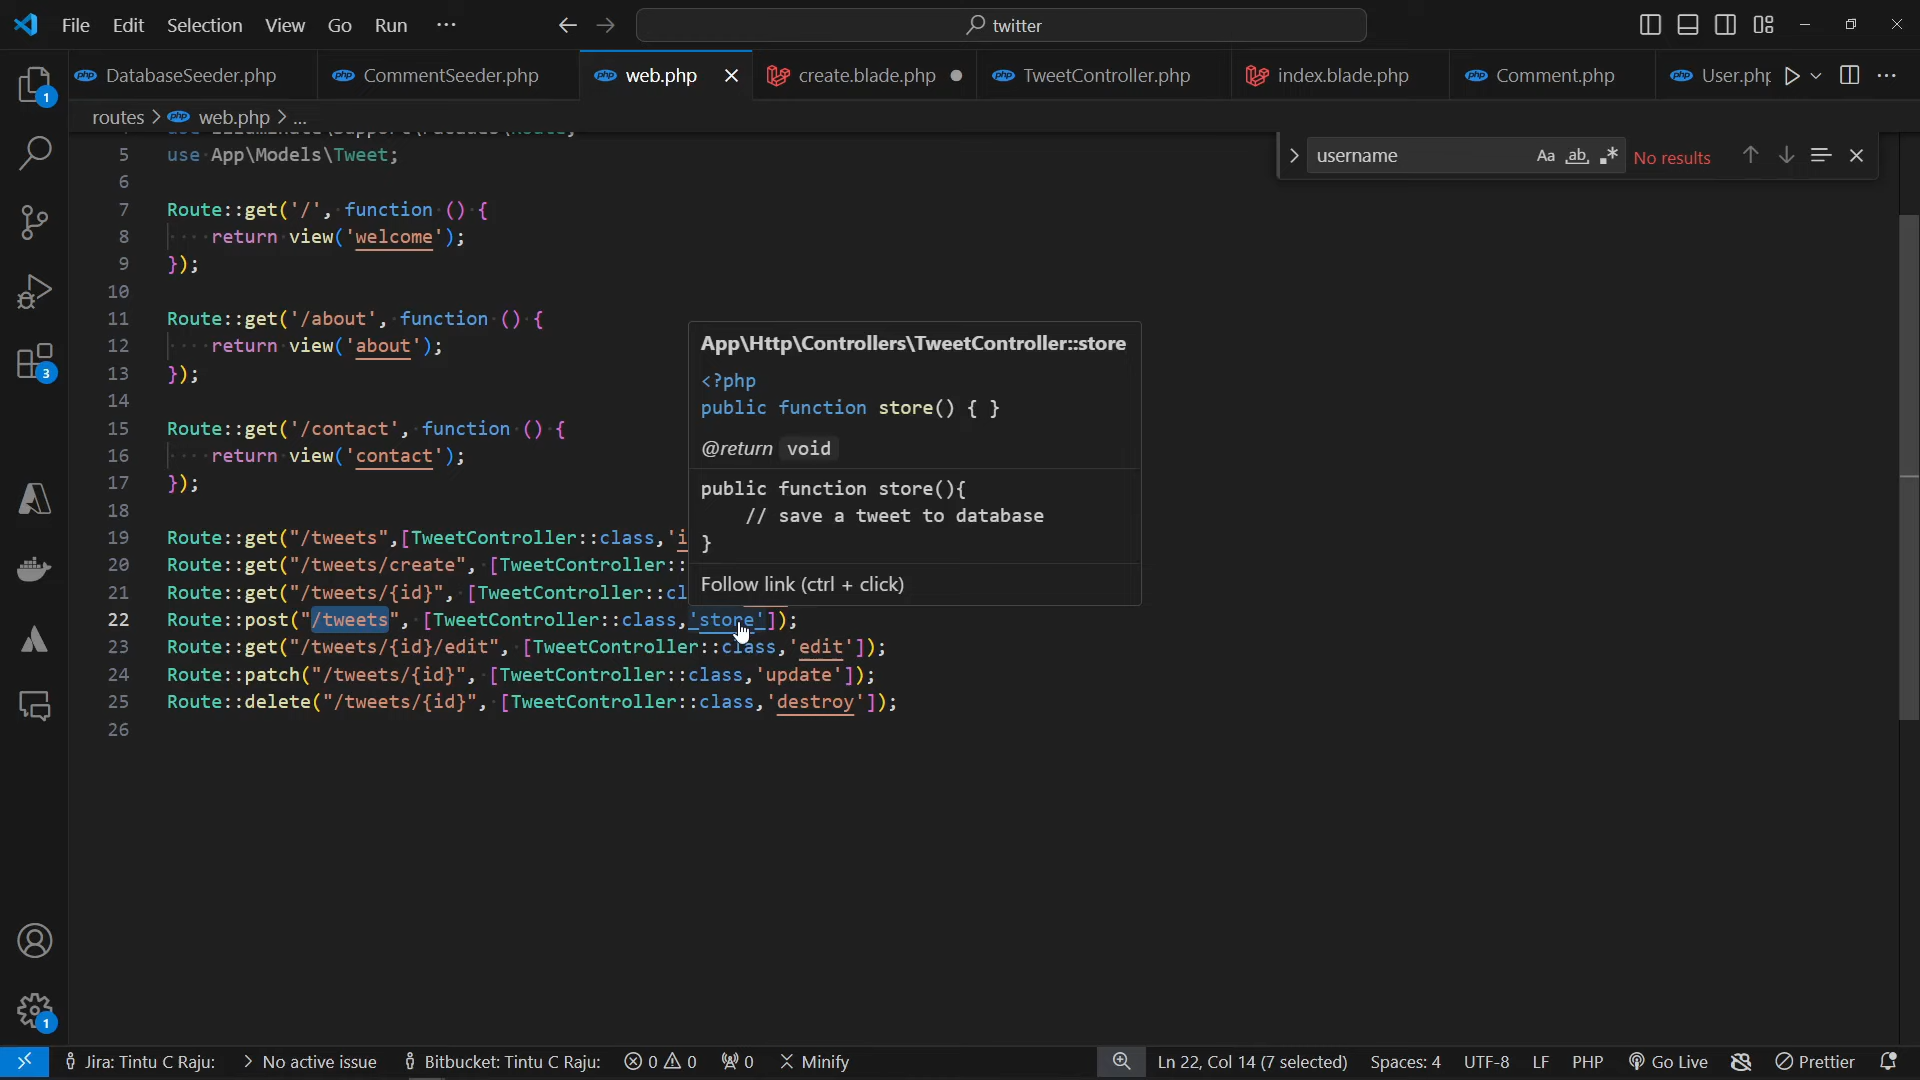 File Edit Selection View Go Run ···
twitter
DatabaseSeeder.php
CommentSeeder.php
web.php
create.blade.php
TweetController.php
index.blade.php
Comment.php
User.php
routes > web.php > ...
username
Aa ab .*
No results
5 use App\Models\Tweet;
6
7 Route::get('/', function () {
8 return view('welcome');
9 });
10
11 Route::get('/about', function () {
12 return view('about');
13 });
14
15 Route::get('/contact', function () {
16 return view('contact');
17 });
18
19 Route::get("/tweets",[TweetController::class,'i
20 Route::get("/tweets/create", [TweetController::
21 Route::get("/tweets/{id}", [TweetController::cl
22 Route::post("/tweets", [TweetController::class,'store']);
23 Route::get("/tweets/{id}/edit", [TweetController::class,'edit']);
24 Route::patch("/tweets/{id}", [TweetController::class,'update']);
25 Route::delete("/tweets/{id}", [TweetController::class,'destroy']);
26
App\Http\Controllers\TweetController::store
<?php
public function store() { }
@return void
public function store(){
// save a tweet to database
}
Follow link (ctrl + click)
1
3
1
Jira: Tintu C Raju: > No active issue Bitbucket: Tintu C Raju: 0 0 0 Minify
Ln 22, Col 14 (7 selected) Spaces: 4 UTF-8 LF PHP Go Live Prettier